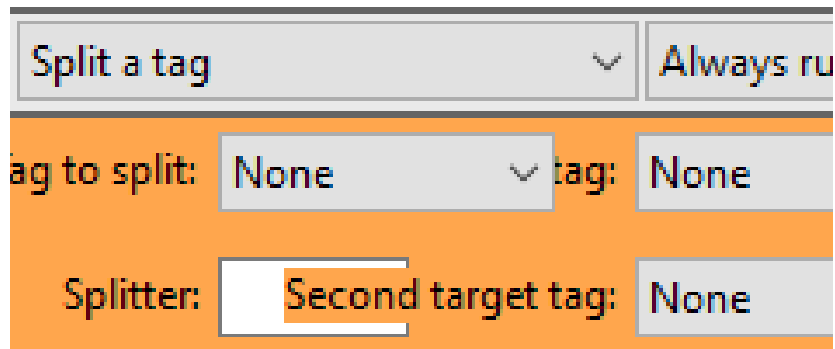 Split a tag Always ru
ag to split: None tag: None
Splitter: Second target tag: None